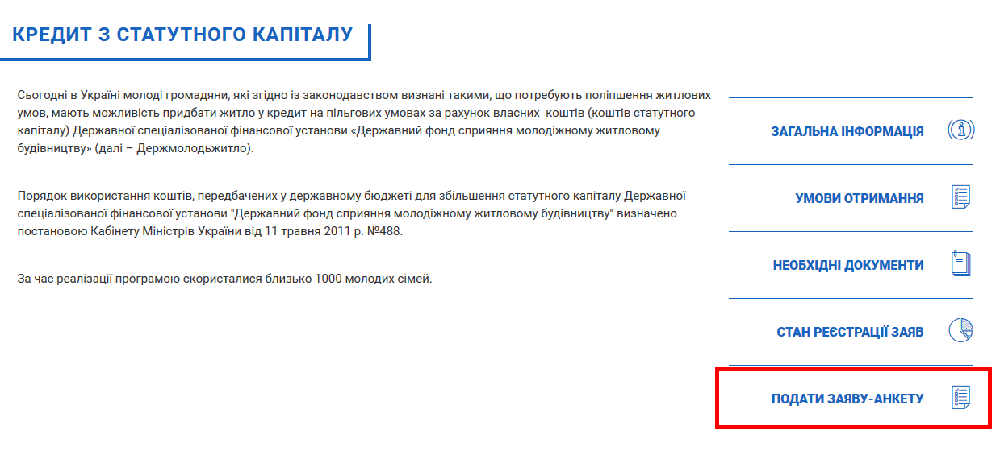 КРЕДИТ З СТАТУТНОГО КАПІТАЛУ
Сьогодні в Україні молоді громадяни, які згідно із законодавством визнані такими, що потребують поліпшення житлових
умов, мають можливість придбати житло у кредит на пільгових умовах за рахунок власних коштів (коштів статутного
капіталу) Державної спеціалізованої фінансової установи «Державний фонд сприяння молодіжному житловому
будівництву» (далі – Держмолодьжитло).
Порядок використання коштів, передбачених у державному бюджеті для збільшення статутного капіталу Державної
спеціалізованої фінансової установи "Державний фонд сприяння молодіжному житловому будівництву" визначено
постановою Кабінету Міністрів України від 11 травня 2011 р. №488.
За час реалізації програмою скористалися близько 1000 молодих сімей.
ЗАГАЛЬНА ІНФОРМАЦІЯ
УМОВИ ОТРИМАННЯ
НЕОБХІДНІ ДОКУМЕНТИ
СТАН РЕЄСТРАЦІЇ ЗАЯВ
ПОДАТИ ЗАЯВУ-АНКЕТУ